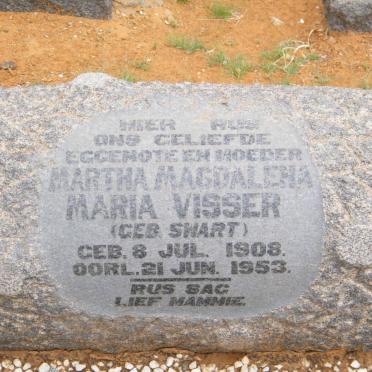 HIER RUS
ONS GELIEFDE
EGGENOTE EN MOEDER
MARTHA MAGDALENA
MARIA VISSER
(GEB SWART)
GEB. 8 JUL. 1908.
OORL. 21 JUN. 1953.
RUS SAG
LIEF MAMMIE.